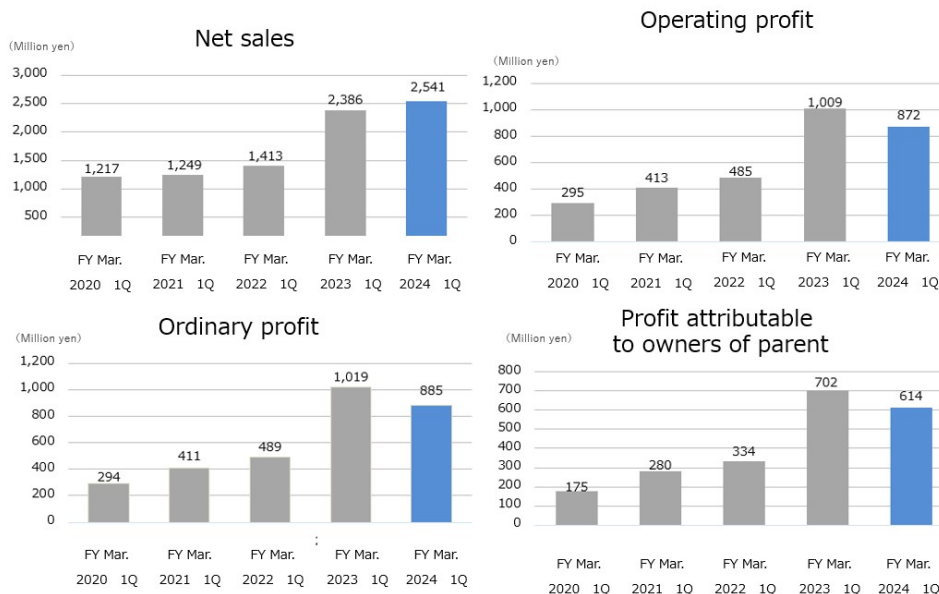 Net sales
（Million yen）
3,000
2,500
2,000
1,500
1,000
500
1,217
1,249
1,413
2,386
2,541
FY Mar. FY Mar. FY Mar. FY Mar. FY Mar.
2020 1Q 2021 1Q 2022 1Q 2023 1Q 2024 1Q
Operating profit
（Million yen）
1,200
1,000
800
600
400
200
0
295
413
485
1,009
872
FY Mar. FY Mar. FY Mar. FY Mar. FY Mar.
2020 1Q 2021 1Q 2022 1Q 2023 1Q 2024 1Q
Ordinary profit
（Million yen）
1,200
1,000
800
600
400
200
0
294
411
489
1,019
885
:
FY Mar. FY Mar. FY Mar. FY Mar. FY Mar.
2020 1Q 2021 1Q 2022 1Q 2023 1Q 2024 1Q
Profit attributable
to owners of parent
（Million yen）
800
700
600
500
400
300
200
100
0
175
280
334
702
614
FY Mar. FY Mar. FY Mar. FY Mar. FY Mar.
2020 1Q 2021 1Q 2022 1Q 2023 1Q 2024 1Q